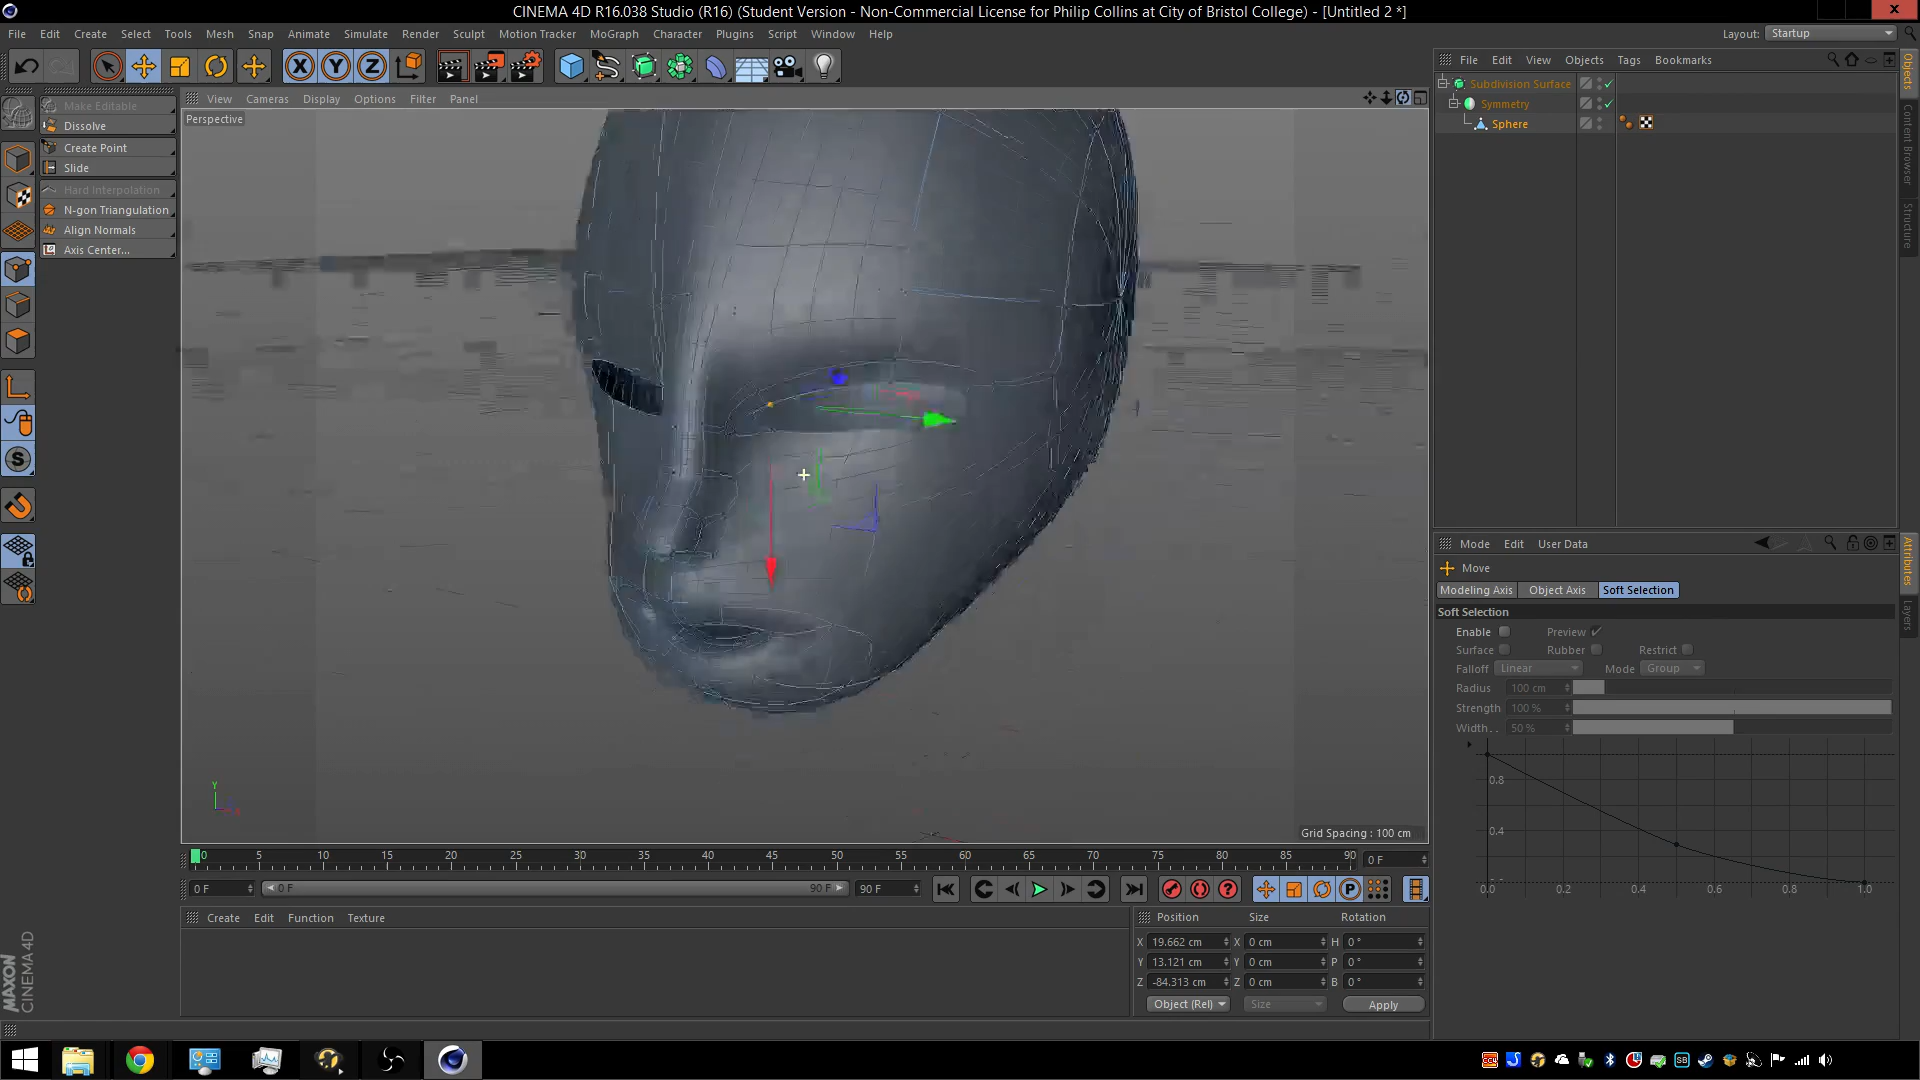 CINEMA 4D R16.038 Studio (R16) (Student Version - Non-Commercial License for Philip Collins at City of Bristol College) - [Untitled 2 *]
File Edit Create Select Tools Mesh Snap Animate Simulate Render Sculpt Motion Tracker MoGraph Character Plugins Script Window Help
Layout: Startup
Make Editable
Dissolve
Create Point
Slide
Hard Interpolation
N-gon Triangulation
Align Normals
Axis Center...
View Cameras Display Options Filter Panel
Perspective
Y
Grid Spacing : 100 cm
File Edit View Objects Tags Bookmarks
Subdivision Surface
Symmetry
Sphere
Objects
Content Browser
Structure
Mode Edit User Data
Move
Modeling Axis Object Axis Soft Selection
Soft Selection
Enable Preview
Surface Rubber Restrict
Falloff Linear Mode Group
Radius 100 cm
Strength 100 %
Width.. 50 %
0.8
0.4
0.0 0.2 0.4 0.6 0.8 1.0
Attributes
Layers
0 5 10 15 20 25 30 35 40 45 50 55 60 65 70 75 80 85 90 0 F
0 F 0 F 90 F 90 F
Create Edit Function Texture
Position Size Rotation
X 19.662 cm X 0 cm H 0 °
Y 13.121 cm Y 0 cm P 0 °
Z -84.313 cm Z 0 cm B 0 °
Object (Rel) Size Apply
MAXON
CINEMA 4D